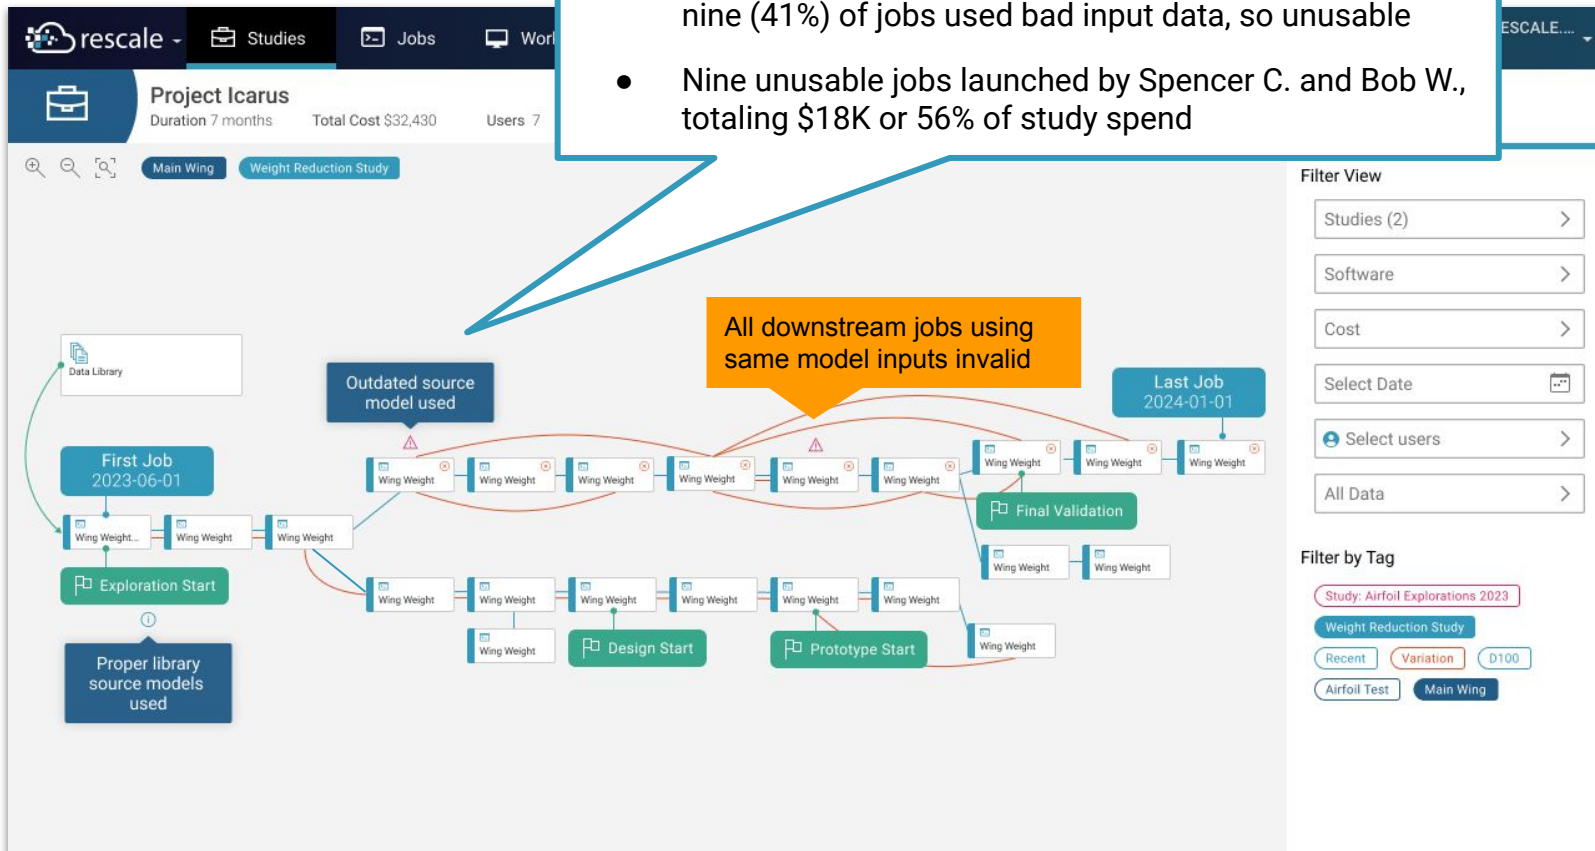 nine (41%) of jobs used bad input data, so unusable
● Nine unusable jobs launched by Spencer C. and Bob W.,
totaling $18K or 56% of study spend
rescale
Studies
Jobs
ESCALE....
Project Icarus
Duration 7 months Total Cost $32,430 Users 7
Main Wing
Weight Reduction Study
Filter View
Studies (2)
Software
Cost
Select Date
Select users
All Data
Filter by Tag
Study: Airfoil Explorations 2023
Weight Reduction Study
Recent
Variation
D100
Airfoil Test
Main Wing
All downstream jobs using
same model inputs invalid
Data Library
Outdated source
model used
Last Job
2024-01-01
First Job
2023-06-01
Wing Weight
Wing Weight
Wing Weight
Wing Weight
Wing Weight
Wing Weight
Wing Weight
Wing Weight
Wing Weight
Final Validation
Wing Weight...
Wing Weight
Wing Weight
Exploration Start
Wing Weight
Wing Weight
Wing Weight
Wing Weight
Wing Weight
Wing Weight
Wing Weight
Wing Weight
Wing Weight
Design Start
Prototype Start
Wing Weight
Proper library
source models
used